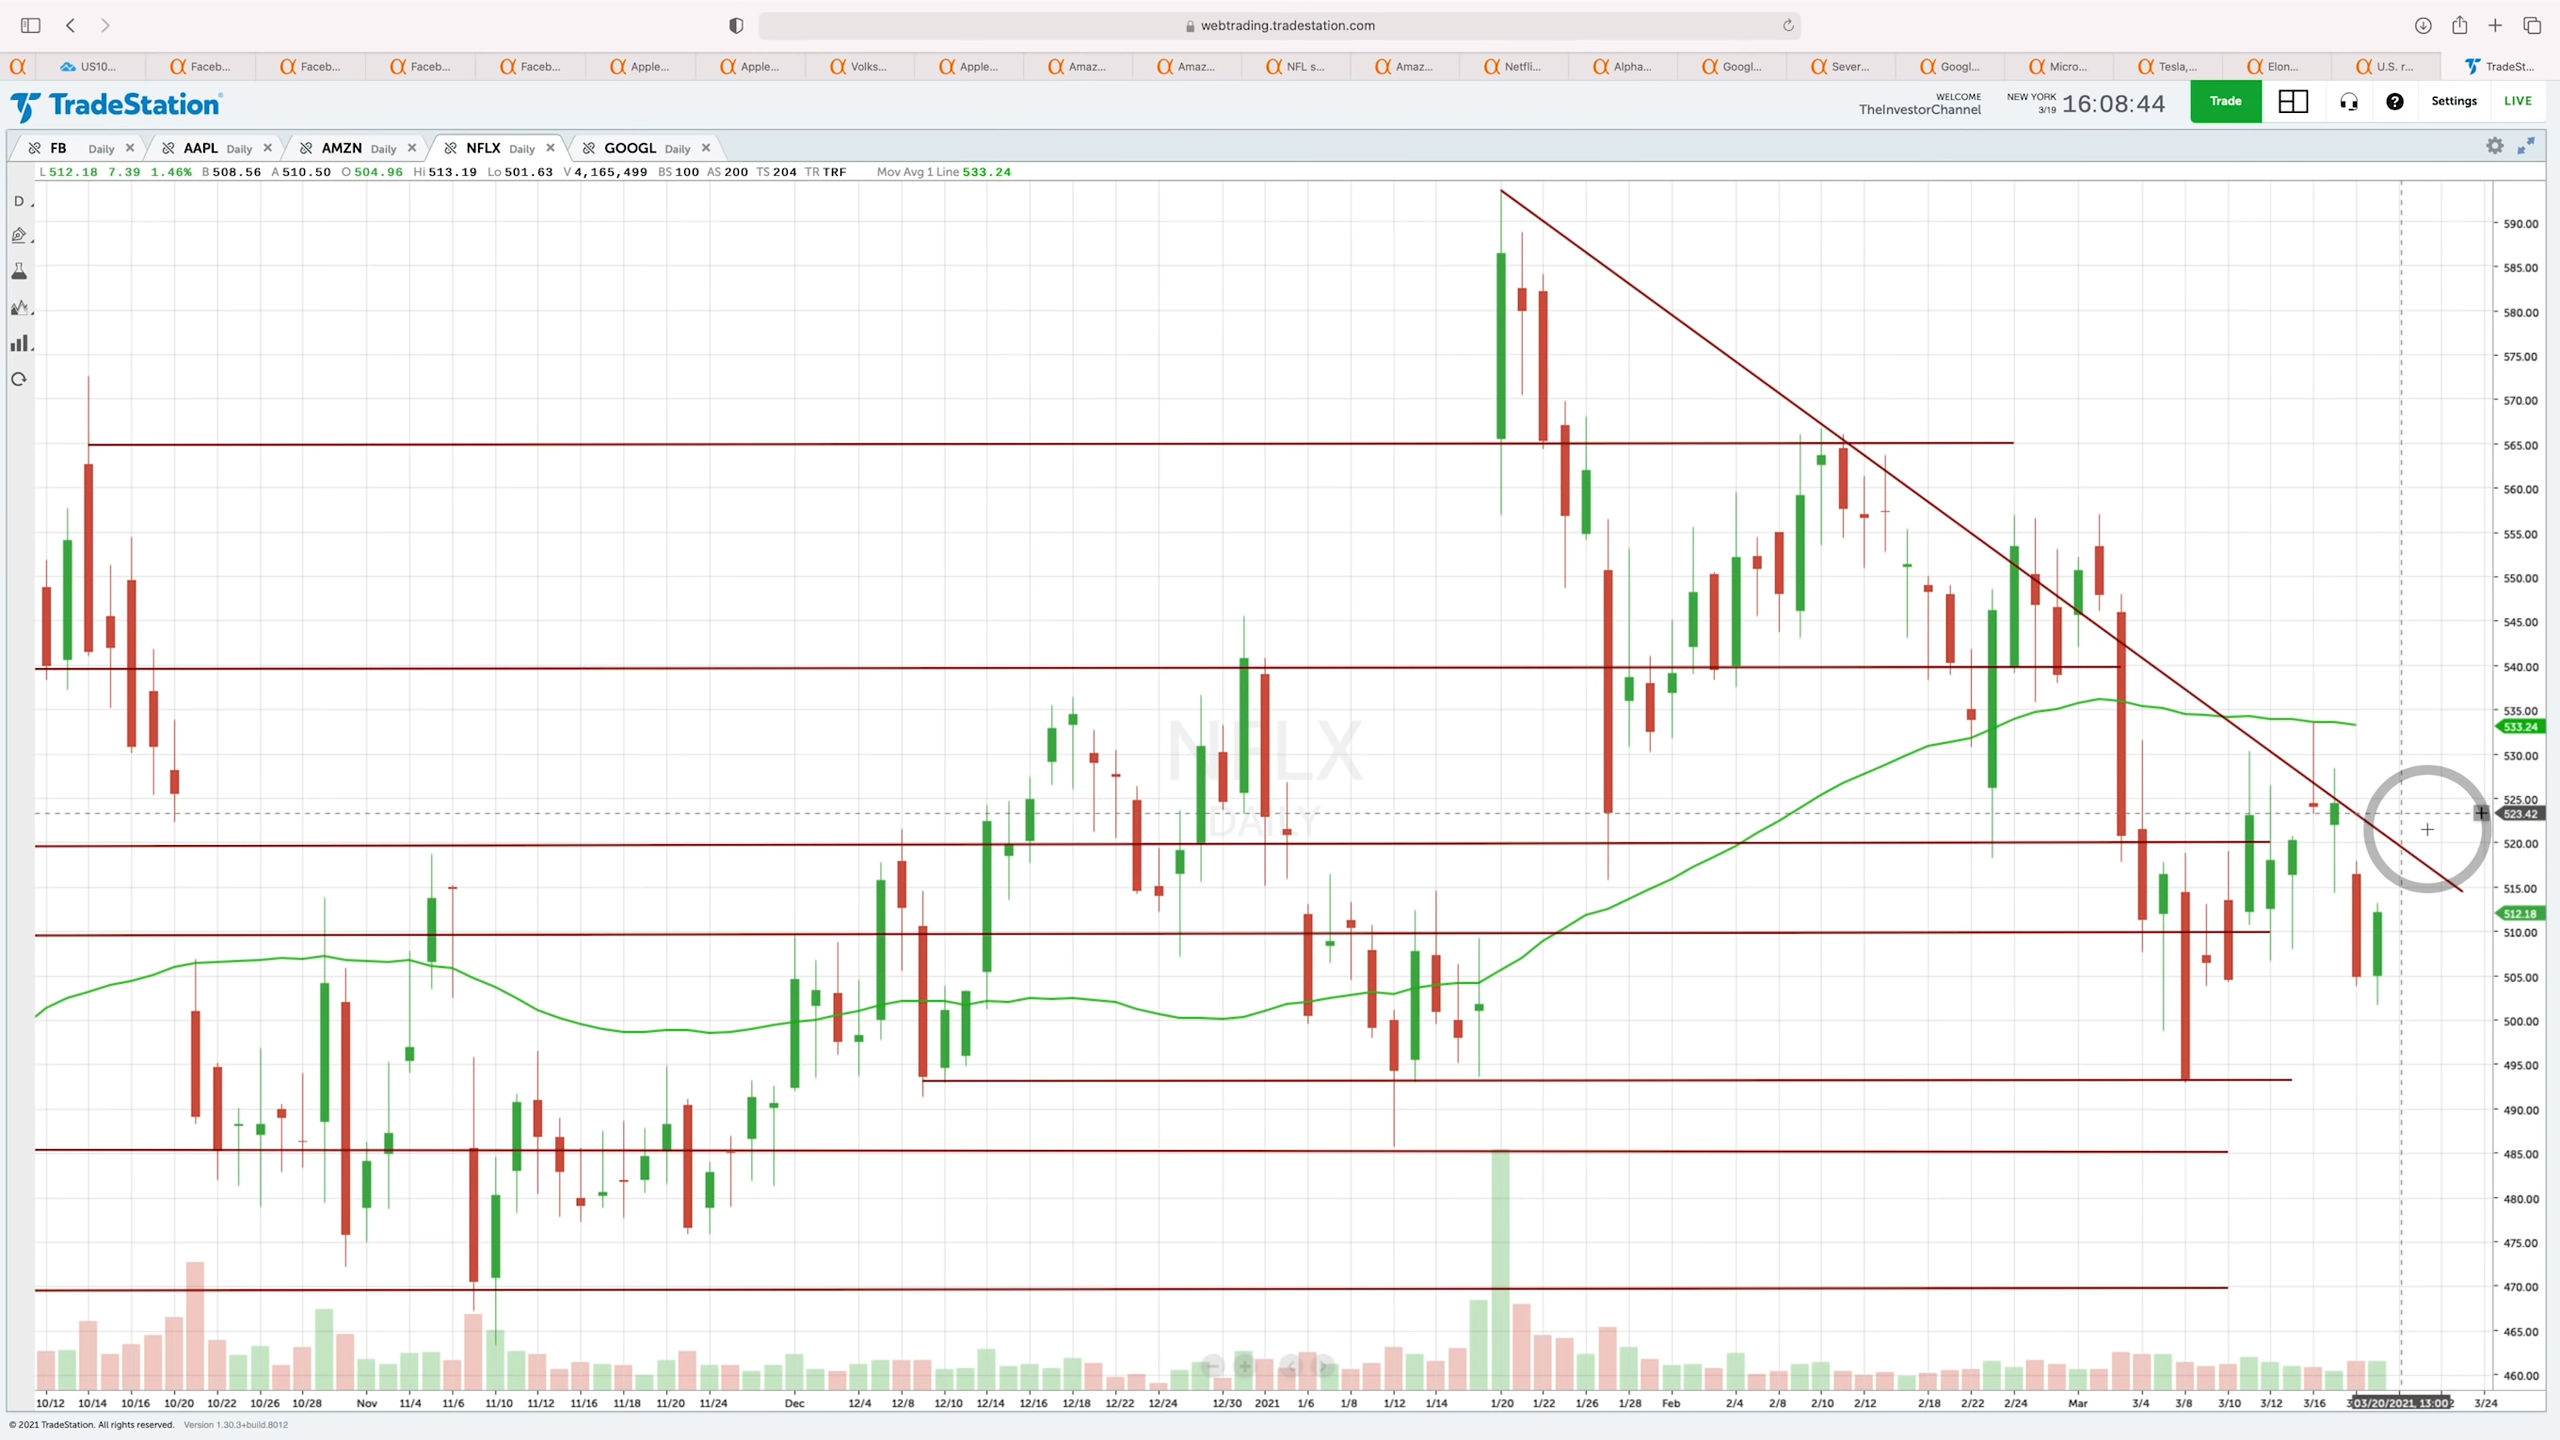 webtrading.tradestation.com
US10... Faceb... Faceb... Faceb... Faceb... Apple... Apple... Volks... Apple... Amaz... Amaz... NFL s... Amaz... Netfli... Alpha... Googl... Sever... Googl... Micro... Tesla,... Elon... U.S. r... TradeSt...
TradeStation
WELCOME
TheInvestorChannel
NEW YORK
3/19
16:08:44
Trade
Settings
LIVE
FB Daily AAPL Daily AMZN Daily NFLX Daily GOOGL Daily
L 512.18 7.39 1.46% B 508.56 A 510.50 O 504.96 Hi 513.19 Lo 501.63 V 4,165,499 BS 100 AS 200 TS 204 TR TRF Mov Avg 1 Line 533.24
D
NFLX
DAILY
590.00
585.00
580.00
575.00
570.00
565.00
560.00
555.00
550.00
545.00
540.00
535.00
533.24
530.00
525.00
523.42
520.00
515.00
512.18
510.00
505.00
500.00
495.00
490.00
485.00
480.00
475.00
470.00
465.00
460.00
10/12 10/14 10/16 10/20 10/22 10/26 10/28 Nov 11/4 11/6 11/10 11/12 11/16 11/18 11/20 11/24 Dec 12/4 12/8 12/10 12/14 12/16 12/18 12/22 12/24 12/30 2021 1/6 1/8 1/12 1/14 1/20 1/22 1/26 1/28 Feb 2/4 2/8 2/10 2/12 2/18 2/22 2/24 Mar 3/4 3/8 3/10 3/12 3/16 03/20/2021, 13:00 3/24
© 2021 TradeStation. All rights reserved. Version 1.30.3+build.8012